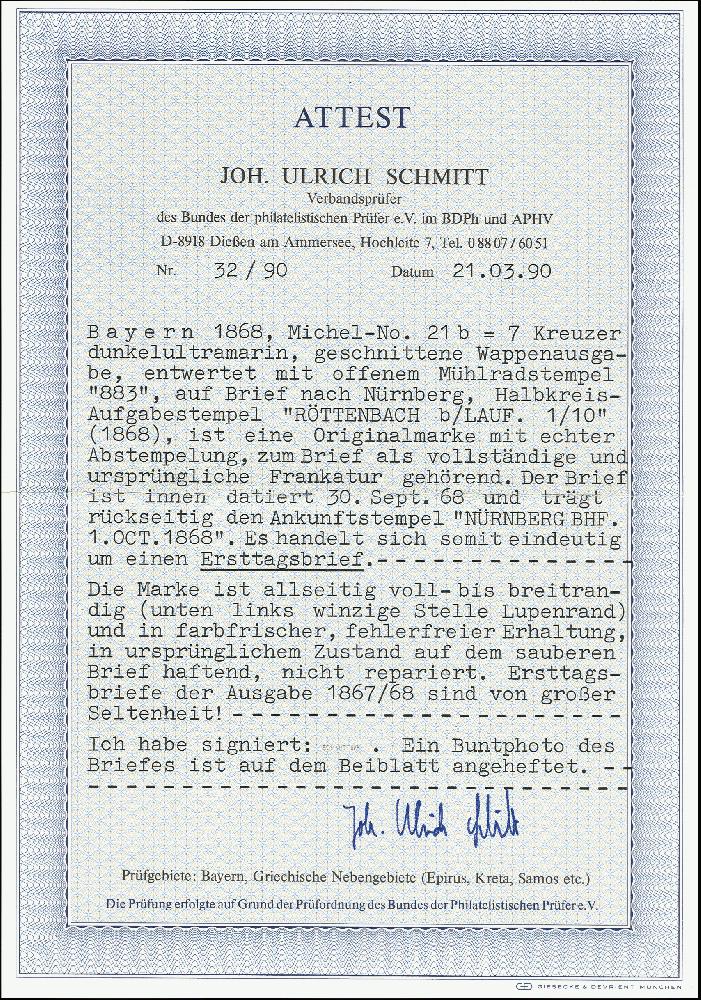 ATTEST
JOH. ULRICH SCHMITT
Verbandsprüfer
des Bundes der philatelistischen Prüfer e.V. im BDPh und APHV
D-8918 Dießen am Ammersee, Hochleite 7, Tel. 08807/6051
Nr. 32 / 90 Datum 21.03.90
Bayern 1868, Michel-No. 21b = 7 Kreuzer
dunkelultramarin, geschnittene Wappenausga-
be, entwertet mit offenem Mühlradstempel
"883", auf Brief nach Nürnberg, Halbkreis-
Aufgabestempel "RÖTTENBACH b/LAUF. 1/10"
(1868), ist eine Originalmarke mit echter
Abstempelung, zum Brief als vollständige und
ursprüngliche Frankatur gehörend. Der Brief
ist innen datiert 30. Sept. 68 und trägt
rückseitig den Ankunftstempel "NÜRNBERG BHF.
1.OCT.1868". Es handelt sich somit eindeutig
um einen Ersttagsbrief.- - - - - - - - - - - - -
Die Marke ist allseitig voll- bis breitran-
dig (unten links winzige Stelle Lupenrand)
und in farbfrischer, fehlerfreier Erhaltung,
in ursprünglichem Zustand auf dem sauberen
Brief haftend, nicht repariert. Ersttags-
briefe der Ausgabe 1867/68 sind von großer
Seltenheit! - - - - - - - - - - - - - - - - - - -
Ich habe signiert: . Ein Buntphoto des
Briefes ist auf dem Beiblatt angeheftet. - -
- - - - - - - - - - - - - - - - - - - - - - - - - - -
Joh. Ulrich Schmitt
Prüfgebiete: Bayern, Griechische Nebengebiete (Epirus, Kreta, Samos etc.)
Die Prüfung erfolgte auf Grund der Prüfordnung des Bundes der Philatelistischen Prüfer e.V.
GIESECKE & DEVRIENT MÜNCHEN